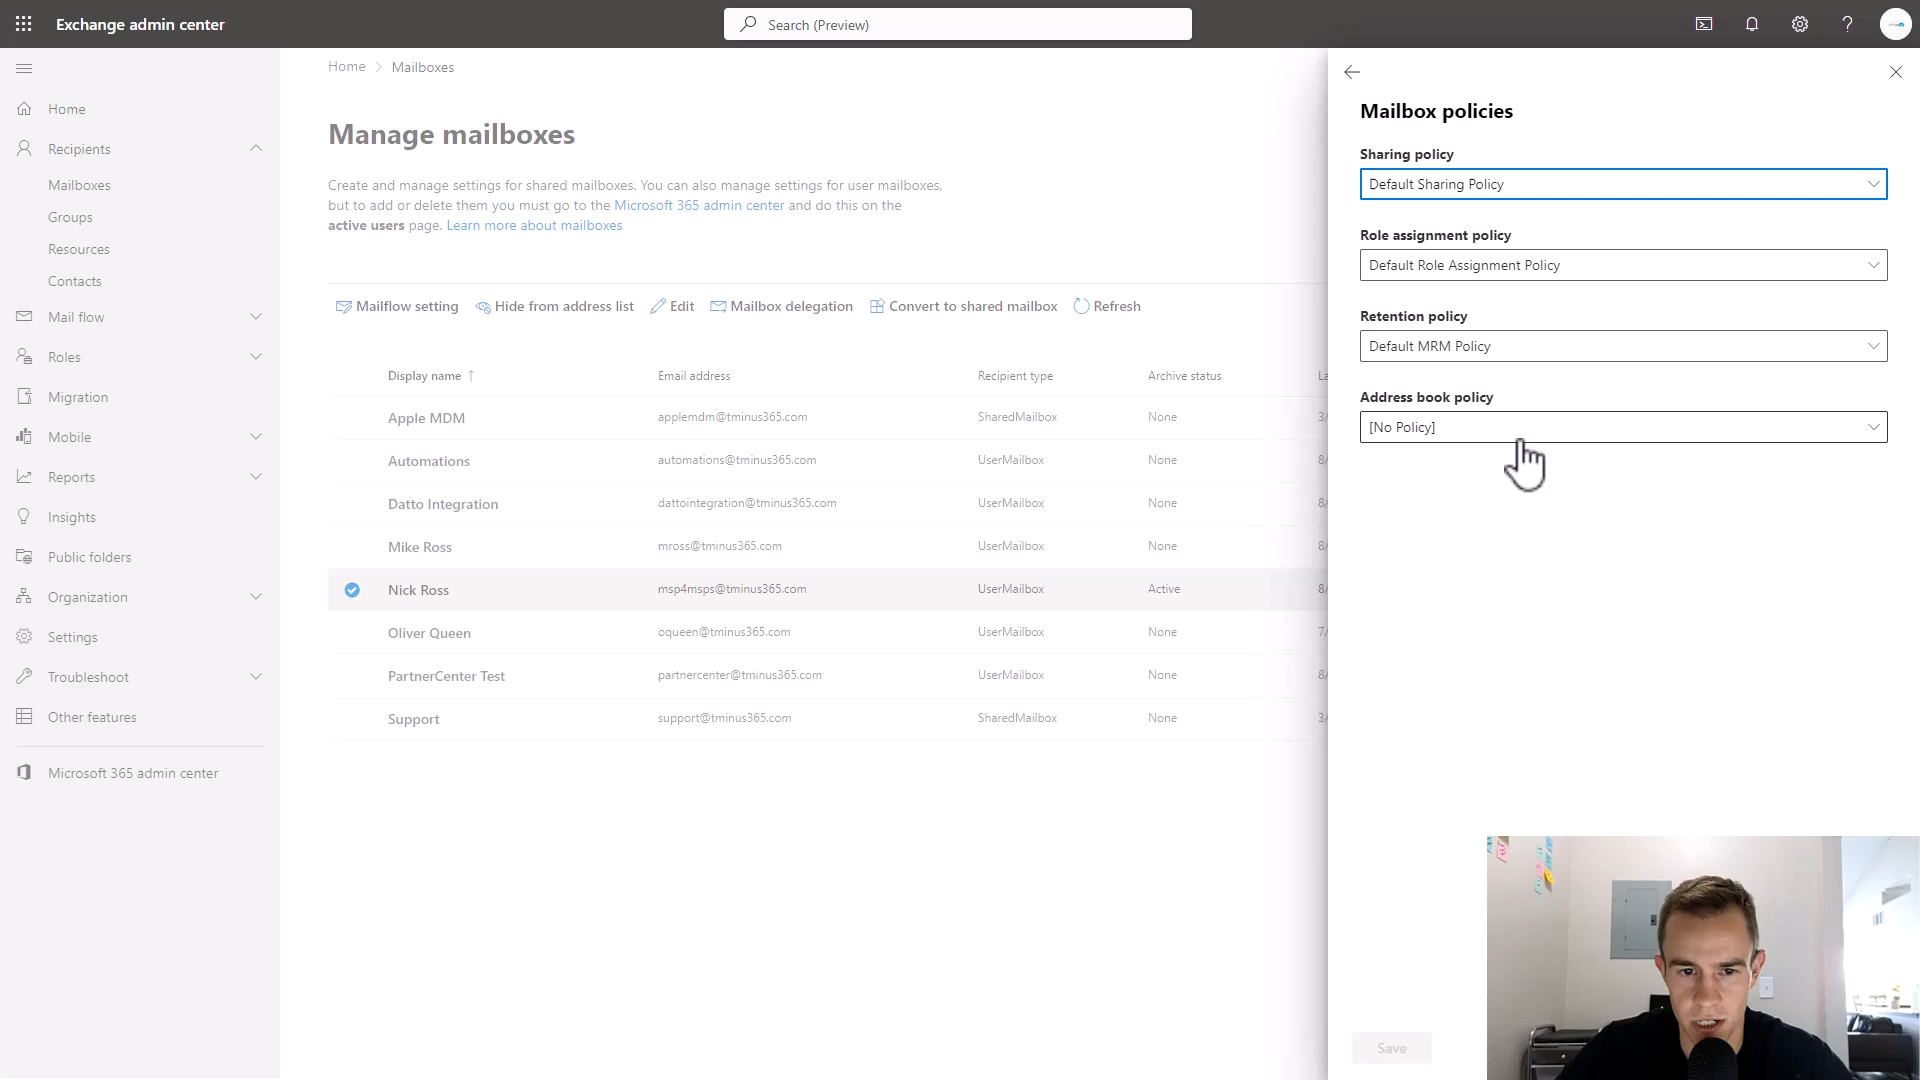 Exchange admin center
Search (Preview)
Home
Recipients
Mailboxes
Groups
Resources
Contacts
Mail flow
Roles
Migration
Mobile
Reports
Insights
Public folders
Organization
Settings
Troubleshoot
Other features
Microsoft 365 admin center
Home > Mailboxes
Manage mailboxes
Create and manage settings for shared mailboxes. You can also manage settings for user mailboxes,
but to add or delete them you must go to the Microsoft 365 admin center and do this on the
active users page. Learn more about mailboxes
Mailflow setting Hide from address list Edit Mailbox delegation Convert to shared mailbox Refresh
Display name ↑ Email address Recipient type Archive status
Apple MDM applemdm@tminus365.com SharedMailbox None 3/
Automations automations@tminus365.com UserMailbox None 8/
Datto Integration dattointegration@tminus365.com UserMailbox None 8/
Mike Ross mross@tminus365.com UserMailbox None 8/
Nick Ross msp4msps@tminus365.com UserMailbox Active 8/
Oliver Queen oqueen@tminus365.com UserMailbox None 7/
PartnerCenter Test partnercenter@tminus365.com UserMailbox None 8/
Support support@tminus365.com SharedMailbox None 3/
Mailbox policies
Sharing policy
Default Sharing Policy
Role assignment policy
Default Role Assignment Policy
Retention policy
Default MRM Policy
Address book policy
[No Policy]
Save